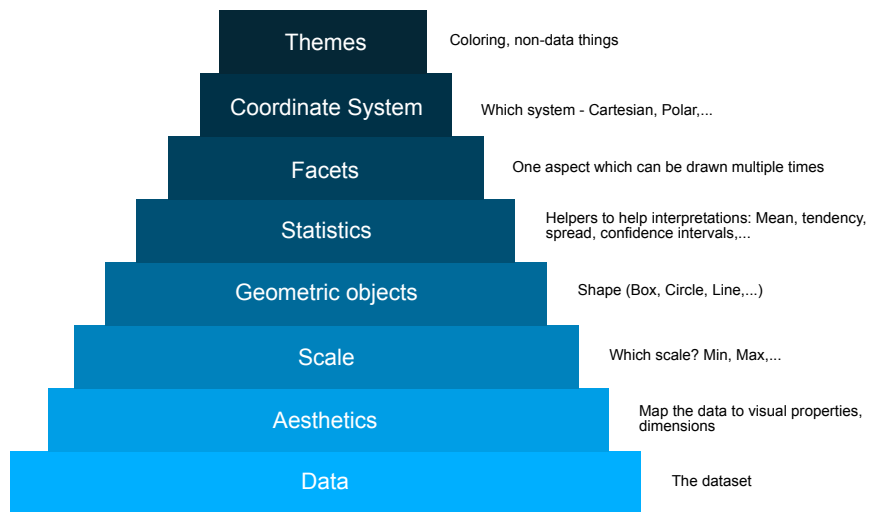 Themes
Coloring, non-data things
Coordinate System
Which system - Cartesian, Polar,...
Facets
One aspect which can be drawn multiple times
Statistics
Helpers to help interpretations: Mean, tendency,
spread, confidence intervals,...
Geometric objects
Shape (Box, Circle, Line,...)
Scale
Which scale? Min, Max,...
Aesthetics
Map the data to visual properties,
dimensions
Data
The dataset